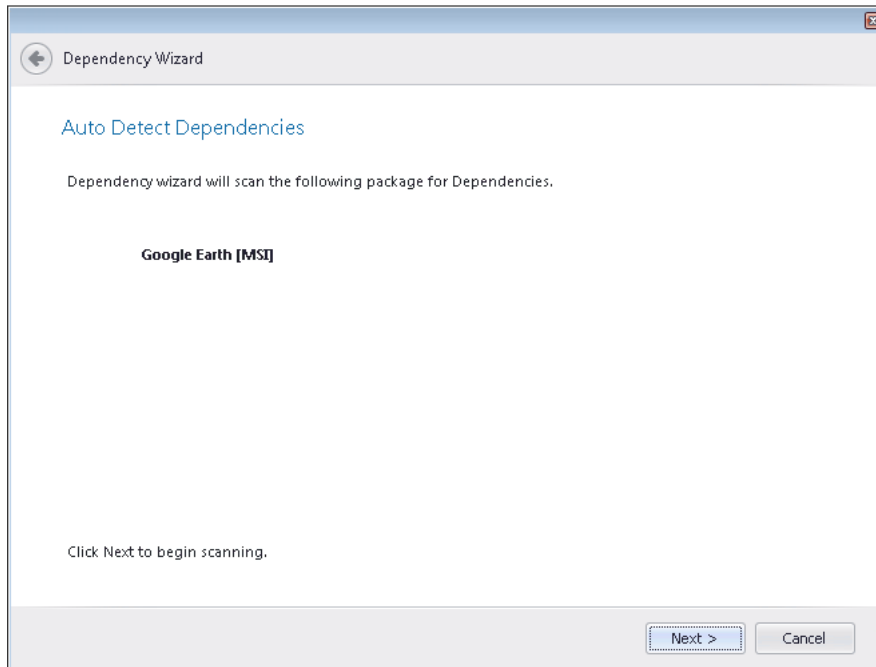 Dependency Wizard
Auto Detect Dependencies
Dependency wizard will scan the following package for Dependencies.
Google Earth [MSI]
Click Next to begin scanning.
Next >
Cancel